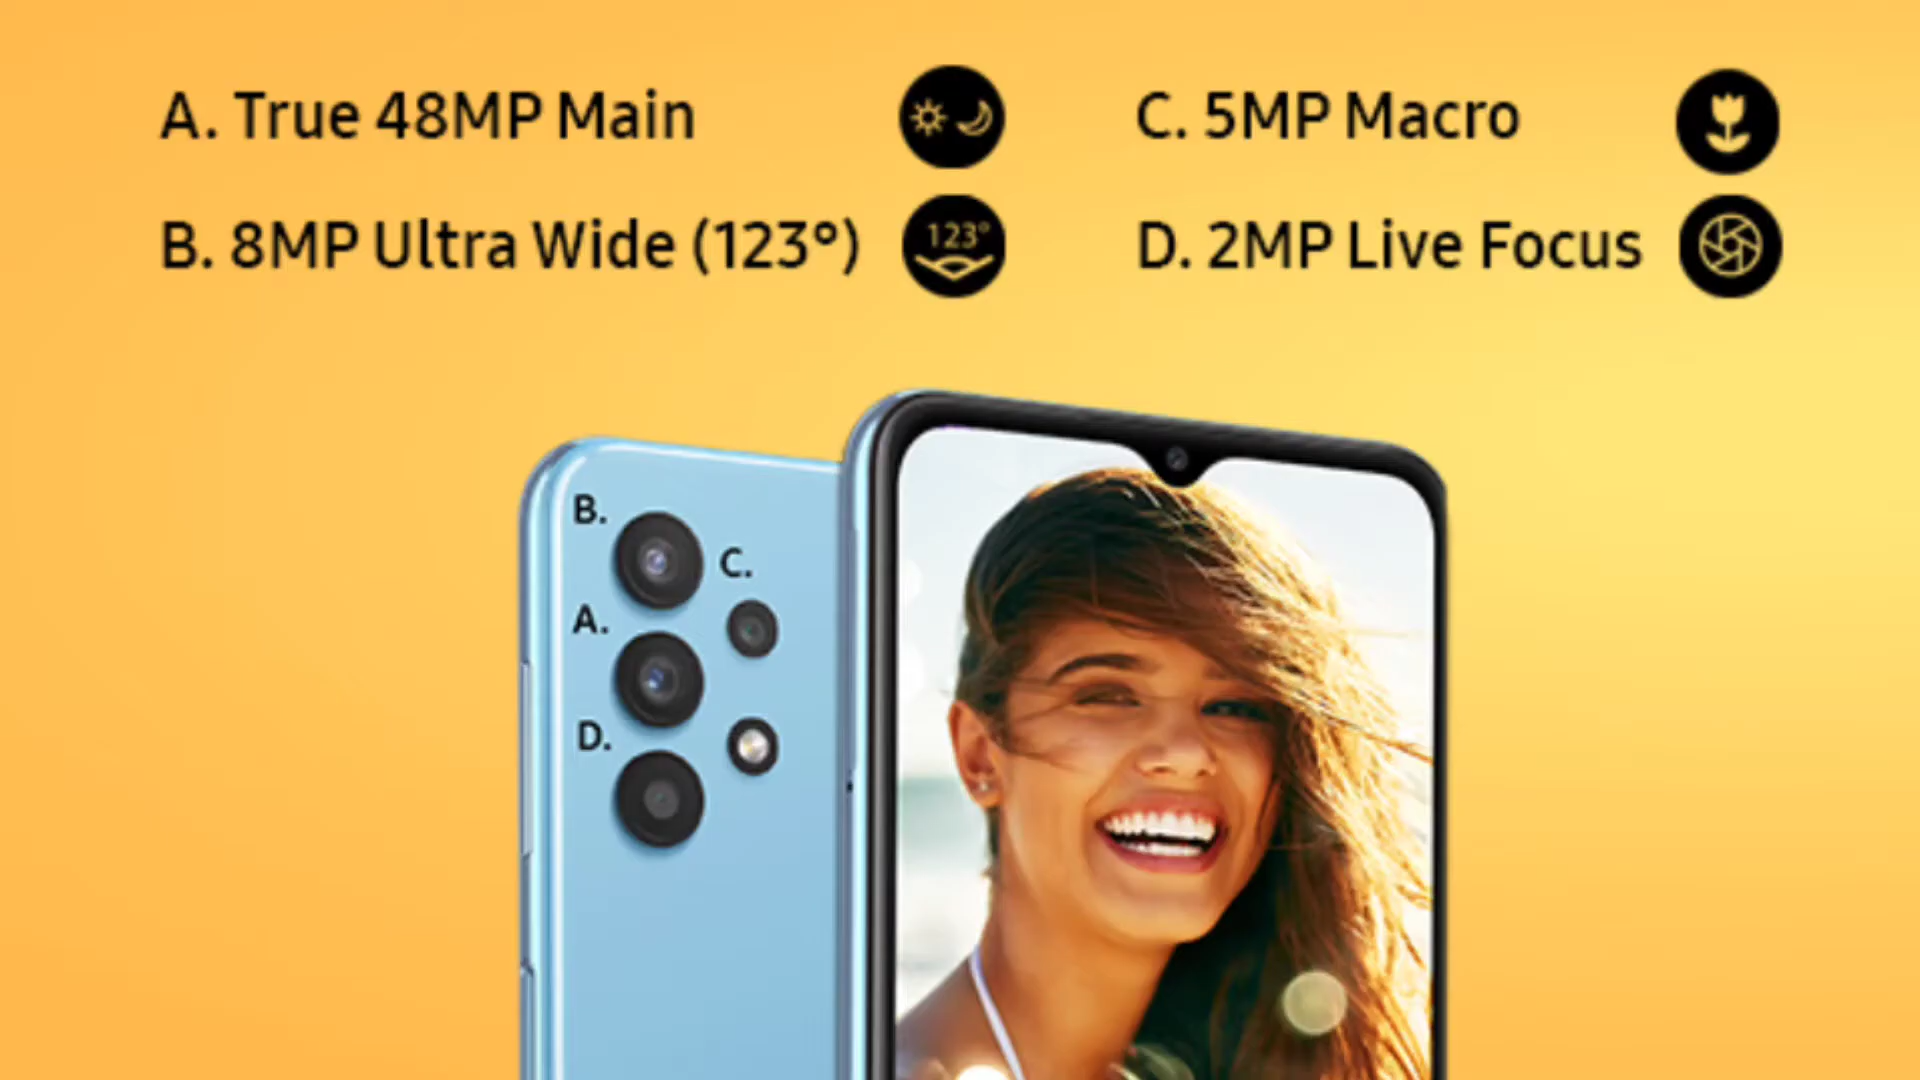 A. True 48MP Main
B. 8MP Ultra Wide (123°)
123°
C. 5MP Macro
D. 2MP Live Focus
B.
C.
A.
D.